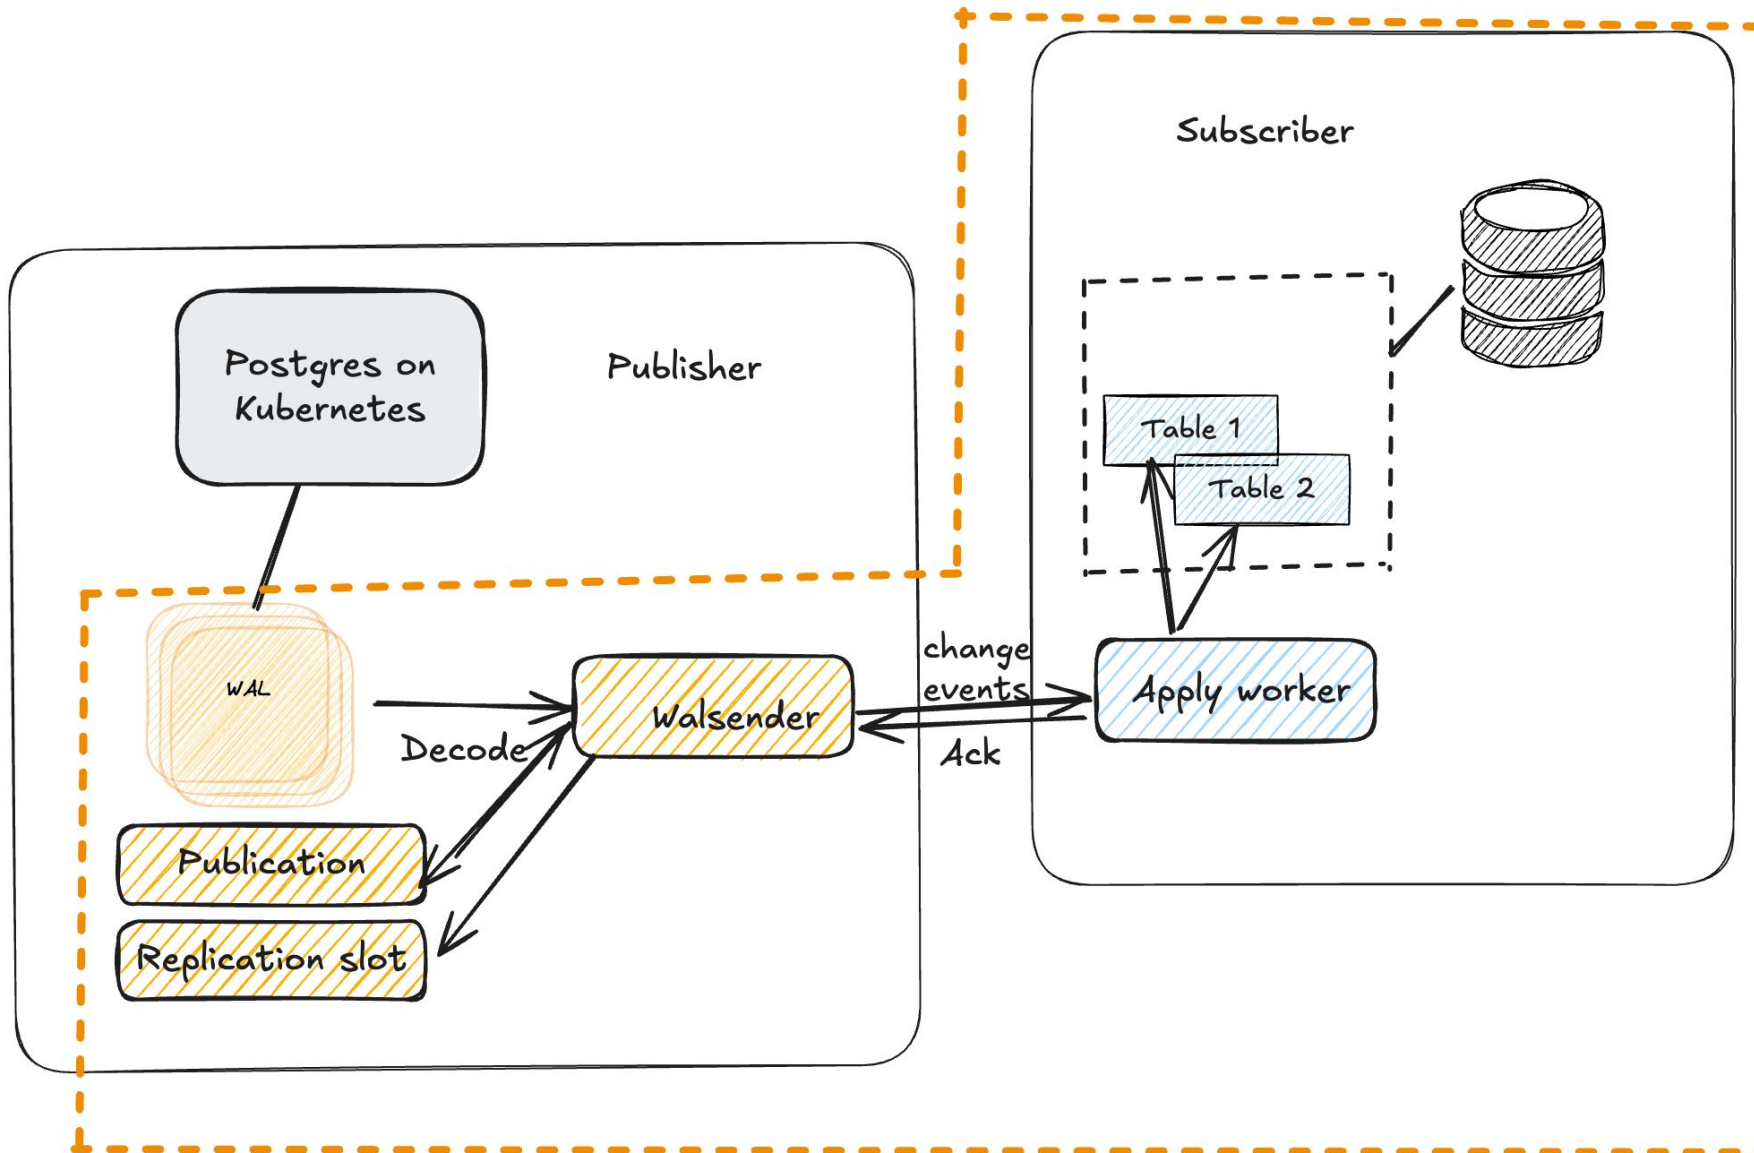 Subscriber
Postgres on
Kubernetes
Publisher
Table 1
Table 2
WAL
Decode
Walsender
change
events
Ack
Apply worker
Publication
Replication slot